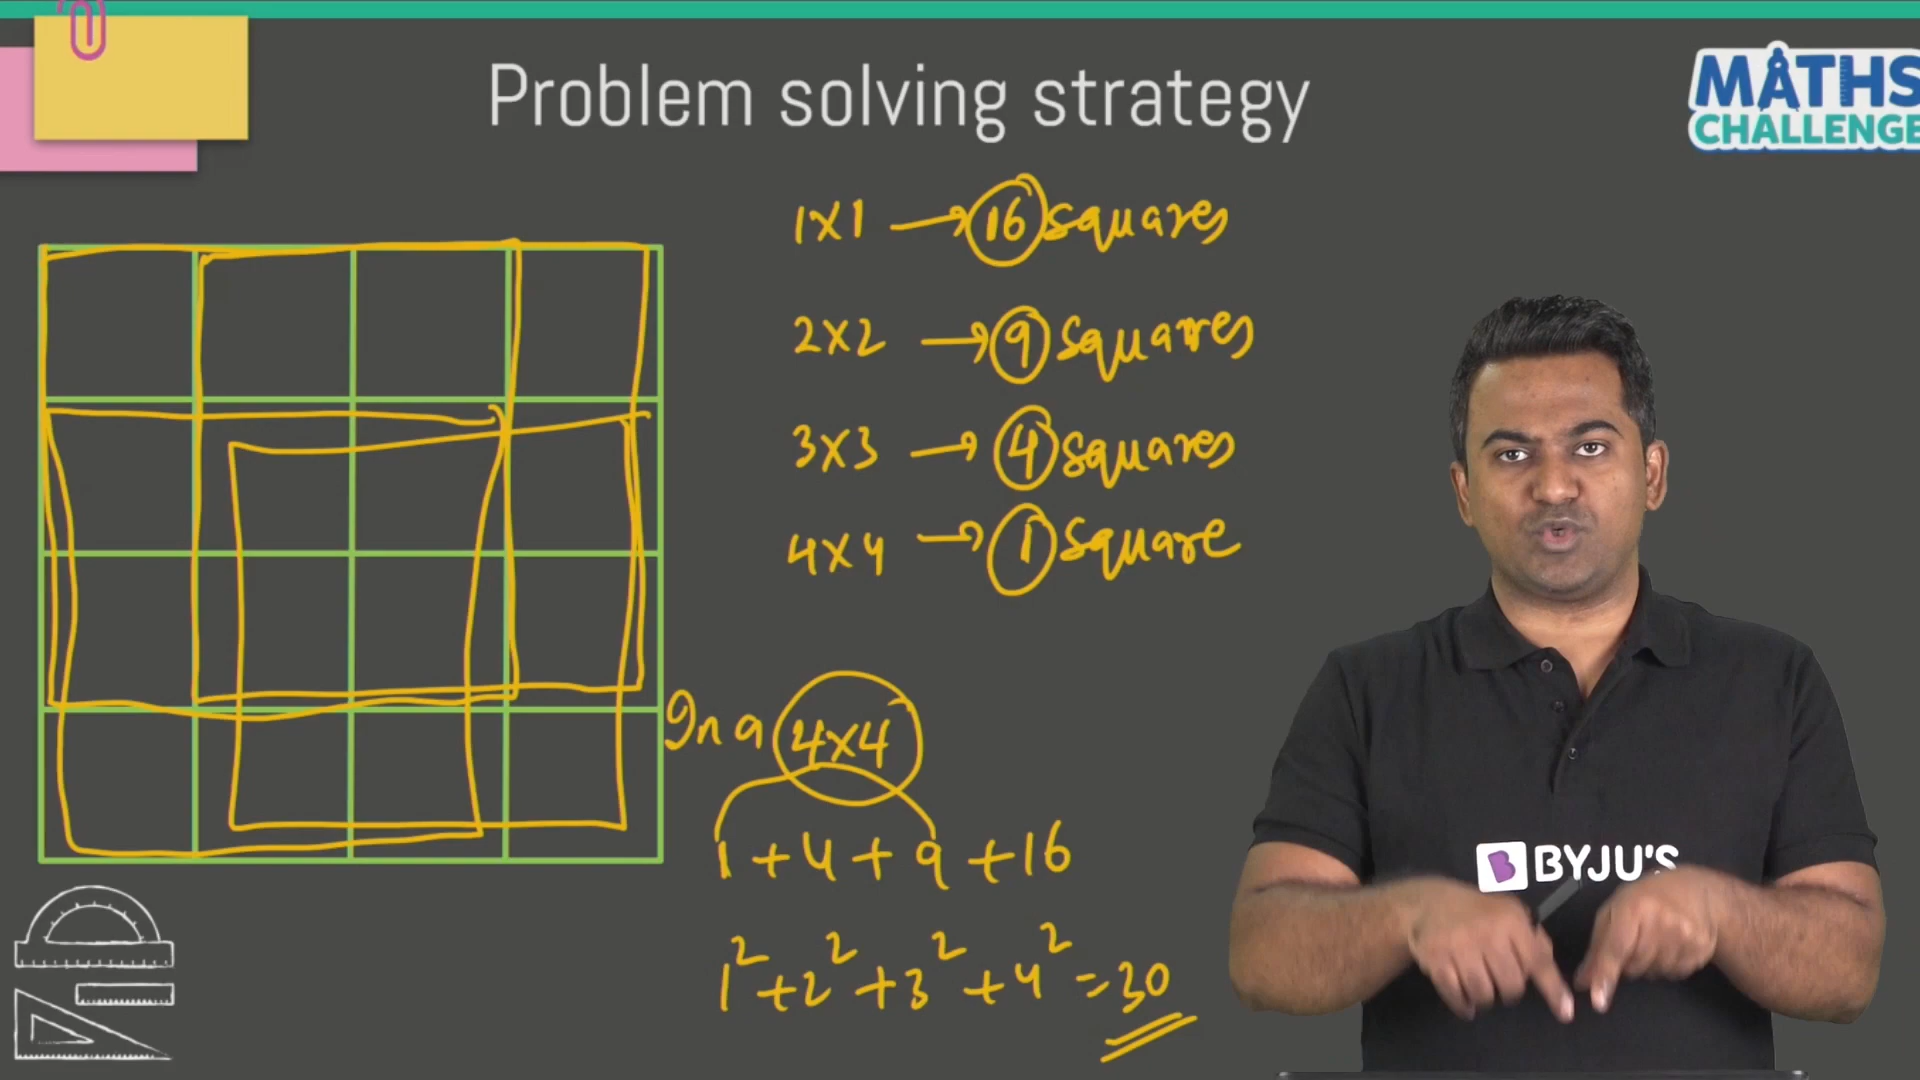 Problem solving strategy
MATHS
CHALLENGE
1x1 → 16 squares
2x2 → 9 squares
3x3 → 4 squares
4x4 → 1 square
In a 4x4
1 + 4 + 9 + 16
1² + 2² + 3² + 4² = 30
B BYJU'S